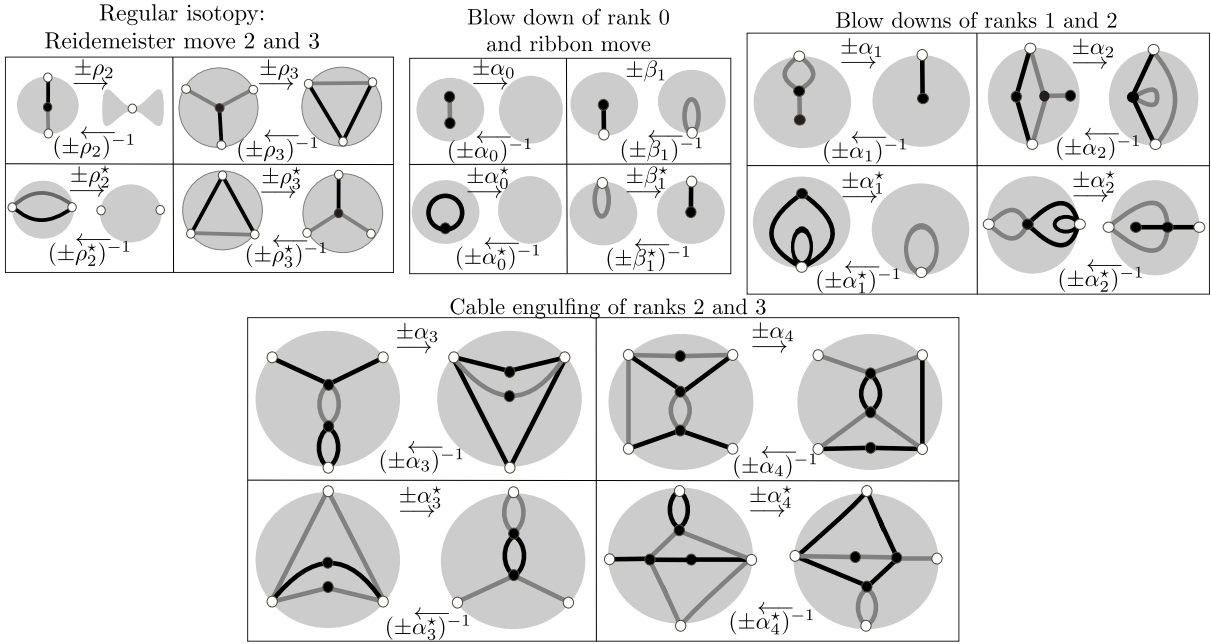 Regular isotopy:
Reidemeister move 2 and 3
±ρ₂ ⟶
(±ρ₂)⁻¹ ⟵
±ρ₃ ⟶
(±ρ₃)⁻¹ ⟵
±ρ₂⋆ ⟶
(±ρ₂⋆)⁻¹ ⟵
±ρ₃⋆ ⟶
(±ρ₃⋆)⁻¹ ⟵
Blow down of rank 0
and ribbon move
±α₀ ⟶
(±α₀)⁻¹ ⟵
±β₁
(±β₁)⁻¹ ⟵
±α₀⋆ ⟶
(±α₀⋆)⁻¹ ⟵
±β₁⋆ ⟶
(±β₁⋆)⁻¹ ⟵
Blow downs of ranks 1 and 2
±α₁ ⟶
(±α₁)⁻¹ ⟵
±α₂ ⟶
(±α₂)⁻¹ ⟵
±α₁⋆ ⟶
(±α₁⋆)⁻¹ ⟵
±α₂⋆ ⟶
(±α₂⋆)⁻¹ ⟵
Cable engulfing of ranks 2 and 3
±α₃ ⟶
(±α₃)⁻¹ ⟵
±α₄ ⟶
(±α₄)⁻¹ ⟵
±α₃⋆ ⟶
(±α₃⋆)⁻¹ ⟵
±α₄⋆ ⟶
(±α₄⋆)⁻¹ ⟵